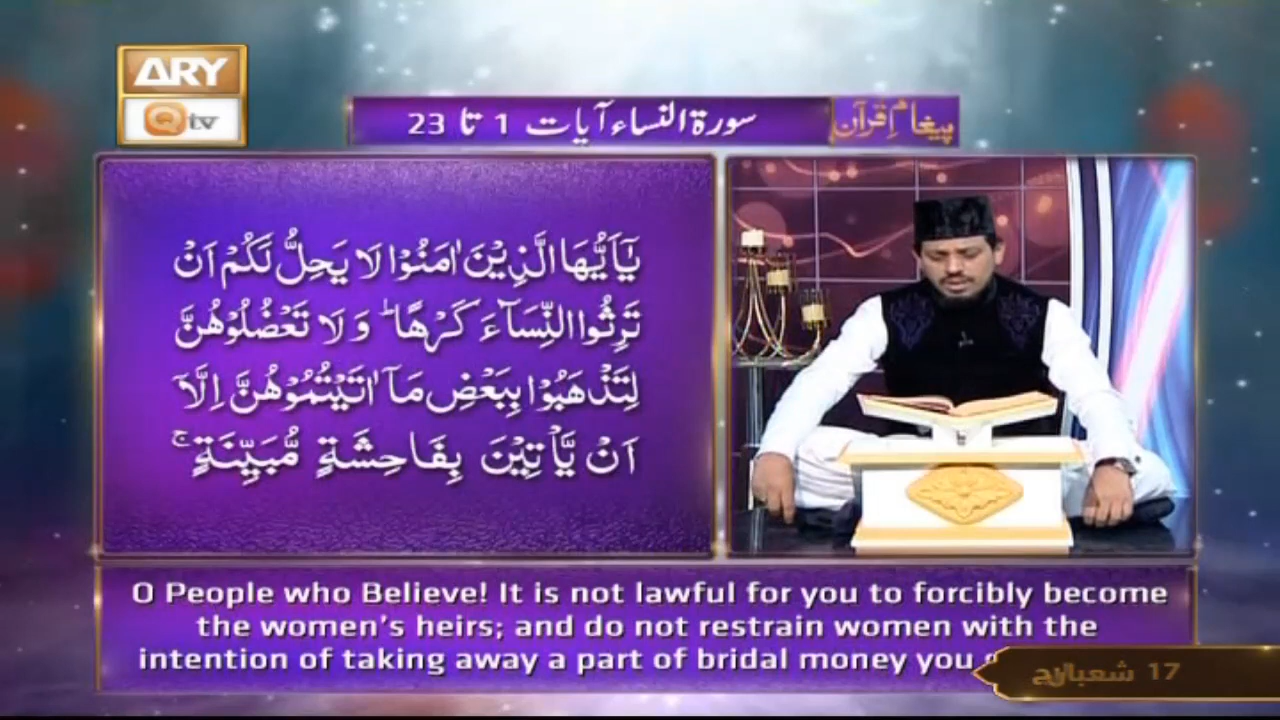 ARY
Qtv
پیغامِ قرآن
سورۃ النساء آیات 1 تا 23
یٰۤاَیُّهَا الَّذِیْنَ اٰمَنُوْا لَا یَحِلُّ لَكُمْ اَنْ
تَرِثُوا النِّسَآءَ كَرْهًا ؕ وَ لَا تَعْضُلُوْهُنَّ
لِتَذْهَبُوْا بِبَعْضِ مَاۤ اٰتَیْتُمُوْهُنَّ اِلَّاۤ
اَنْ یَّاْتِیْنَ بِفَاحِشَةٍ مُّبَیِّنَةٍ ۚ
O People who Believe! It is not lawful for you to forcibly become
the women's heirs; and do not restrain women with the
intention of taking away a part of bridal money you
17 شعبان